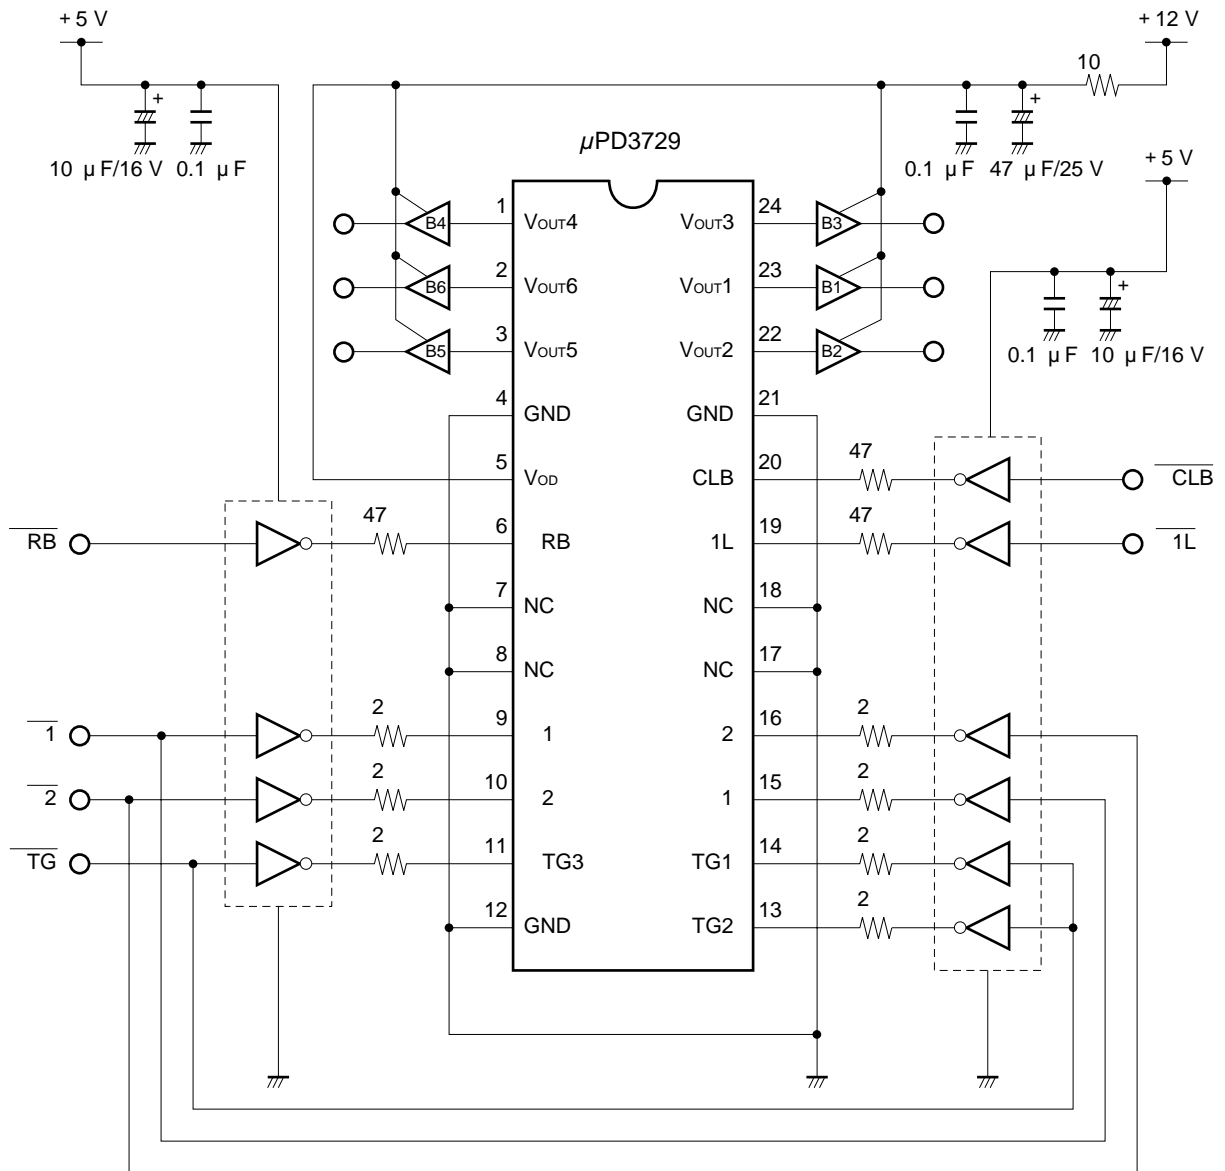 + 5 V
+ 12 V
10
+
+
10 µF/16 V
0.1 µF
µPD3729
0.1 µF
47 µF/25 V
+ 5 V
1
VOUT4
VOUT3
24
B4
B3
2
VOUT6
VOUT1
23
B6
B1
+
3
VOUT5
VOUT2
22
B5
B2
0.1 µF
10 µF/16 V
4
GND
GND
21
5
VOD
CLB
20
47
CLB
RB
47
6
RB
1L
19
47
1L
7
NC
NC
18
8
NC
NC
17
1
2
9
1
2
16
2
2
2
10
2
1
15
2
TG
2
11
TG3
TG1
14
2
12
GND
TG2
13
2